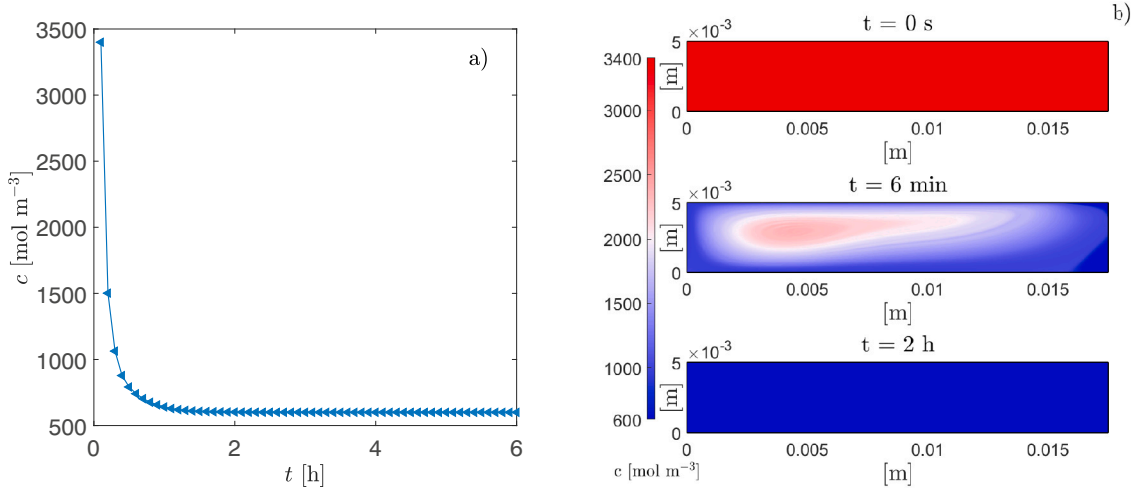 a)
3500
3000
2500
2000
1500
1000
500
c [mol m⁻³]
0 2 4 6
t [h]
b)
3400
3000
2500
2000
1500
1000
600
c [mol m⁻³]
t = 0 s
×10⁻³
5
0
[m]
0 0.005 0.01 0.015
[m]
t = 6 min
×10⁻³
5
0
[m]
0 0.005 0.01 0.015
[m]
t = 2 h
×10⁻³
5
0
[m]
0 0.005 0.01 0.015
[m]